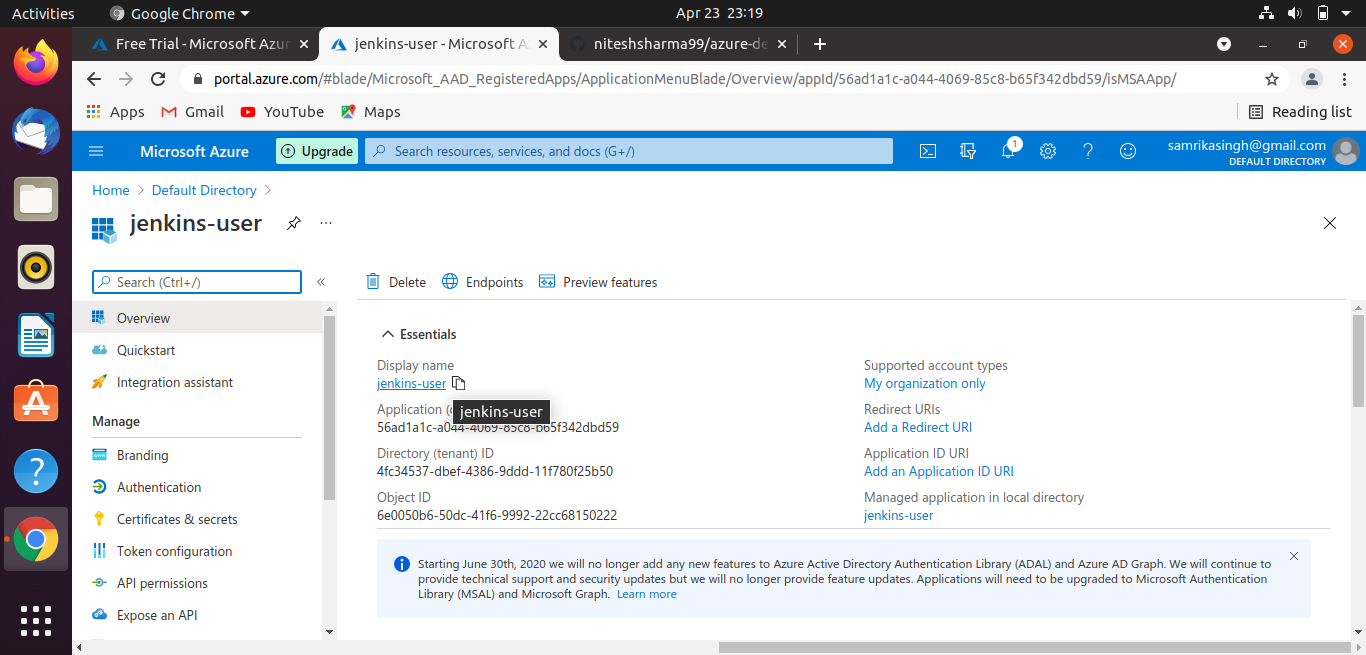 Activities Google Chrome Apr 23 23:19
Free Trial - Microsoft Azur jenkins-user - Microsoft A niteshsharma99/azure-de
portal.azure.com/#blade/Microsoft_AAD_RegisteredApps/ApplicationMenuBlade/Overview/appId/56ad1a1c-a044-4069-85c8-b65f342dbd59/isMSAApp/
Apps Gmail YouTube Maps Reading list
Microsoft Azure Upgrade Search resources, services, and docs (G+/) 1 samrikasingh@gmail.com
DEFAULT DIRECTORY
Home > Default Directory >
jenkins-user ...
Search (Ctrl+/) «
Delete Endpoints Preview features
Overview
Quickstart
Integration assistant
Manage
Branding
Authentication
Certificates & secrets
Token configuration
API permissions
Expose an API
Essentials
Display name
jenkins-user
jenkins-user
Application
56ad1a1c-a044-4069-85c8-b65f342dbd59
Directory (tenant) ID
4fc34537-dbef-4386-9ddd-11f780f25b50
Object ID
6e0050b6-50dc-41f6-9992-22cc68150222
Supported account types
My organization only
Redirect URIs
Add a Redirect URI
Application ID URI
Add an Application ID URI
Managed application in local directory
jenkins-user
Starting June 30th, 2020 we will no longer add any new features to Azure Active Directory Authentication Library (ADAL) and Azure AD Graph. We will continue to
provide technical support and security updates but we will no longer provide feature updates. Applications will need to be upgraded to Microsoft Authentication
Library (MSAL) and Microsoft Graph. Learn more